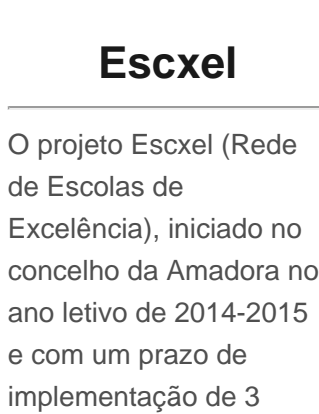 Escxel
O projeto Escxel (Rede
de Escolas de
Excelência), iniciado no
concelho da Amadora no
ano letivo de 2014-2015
e com um prazo de
implementação de 3